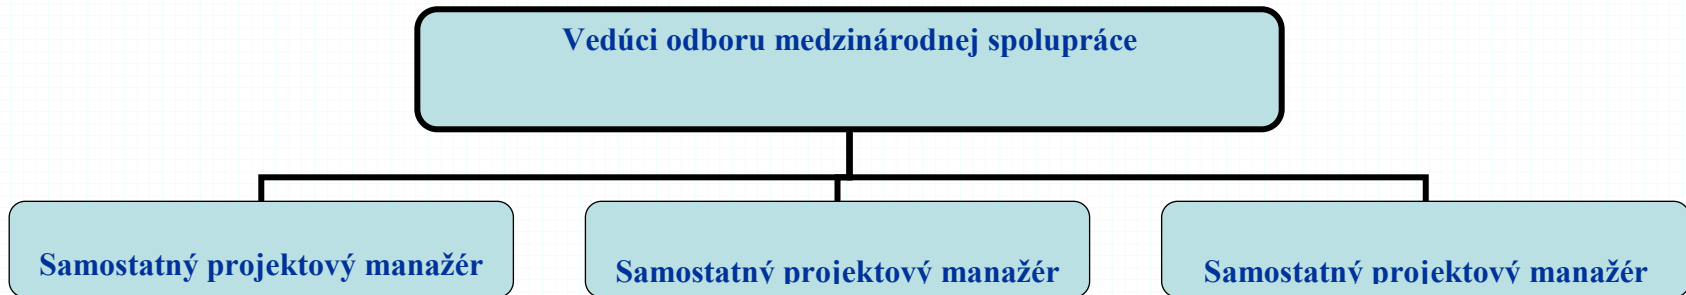 Vedúci odboru medzinárodnej spolupráce
Samostatný projektový manažér
Samostatný projektový manažér
Samostatný projektový manažér